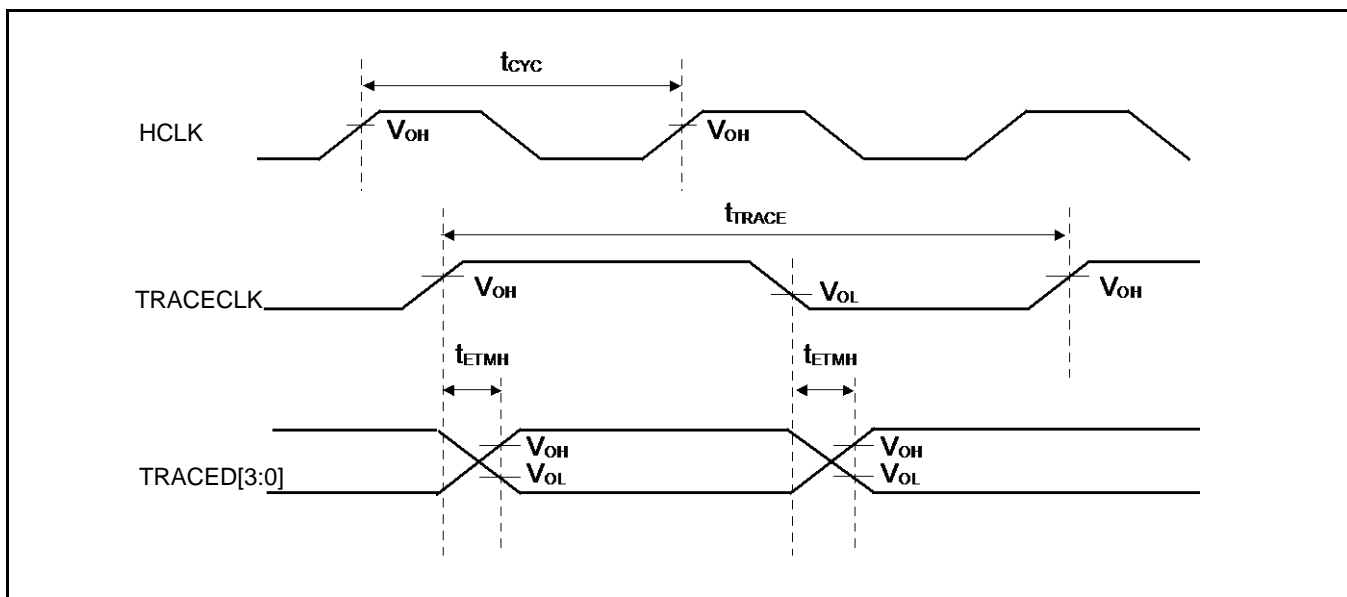 tCYC
HCLK
VOH
VOH
tTRACE
TRACECLK
VOH
VOL
VOH
tETMH
tETMH
TRACED[3:0]
VOH
VOL
VOH
VOL